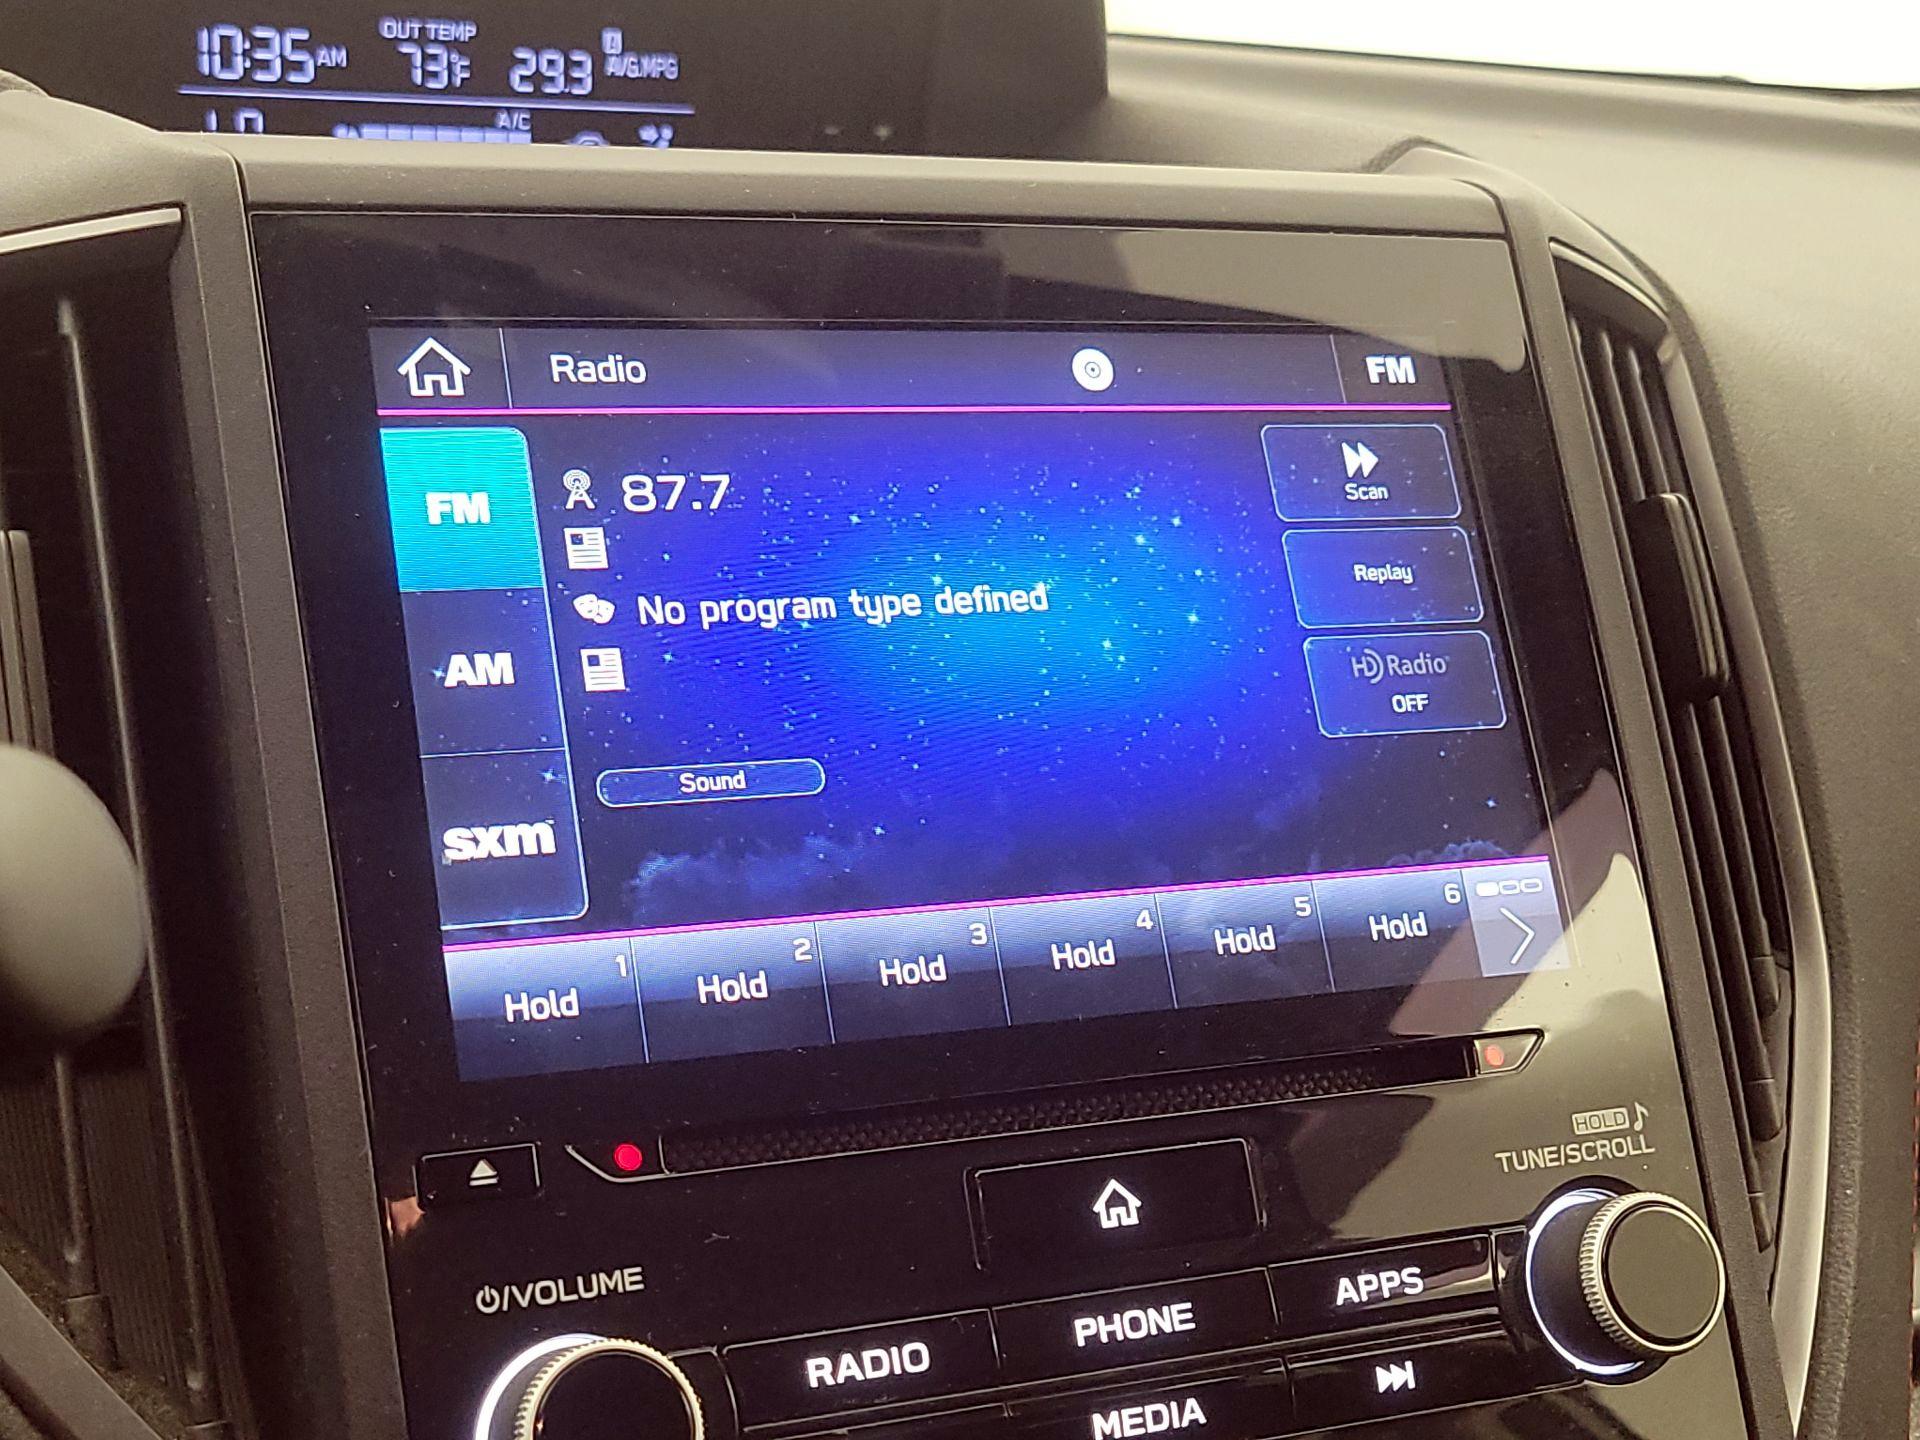 10:35 AM OUT TEMP 73°F 29.3 AVG.MPG
A/C
Radio FM
FM 87.7 Scan
Replay
No program type defined
AM HD Radio
OFF
Sound
sxm
1 2 3 4 5 6
Hold Hold Hold Hold Hold Hold
HOLD
TUNE/SCROLL
/VOLUME
RADIO PHONE APPS
MEDIA